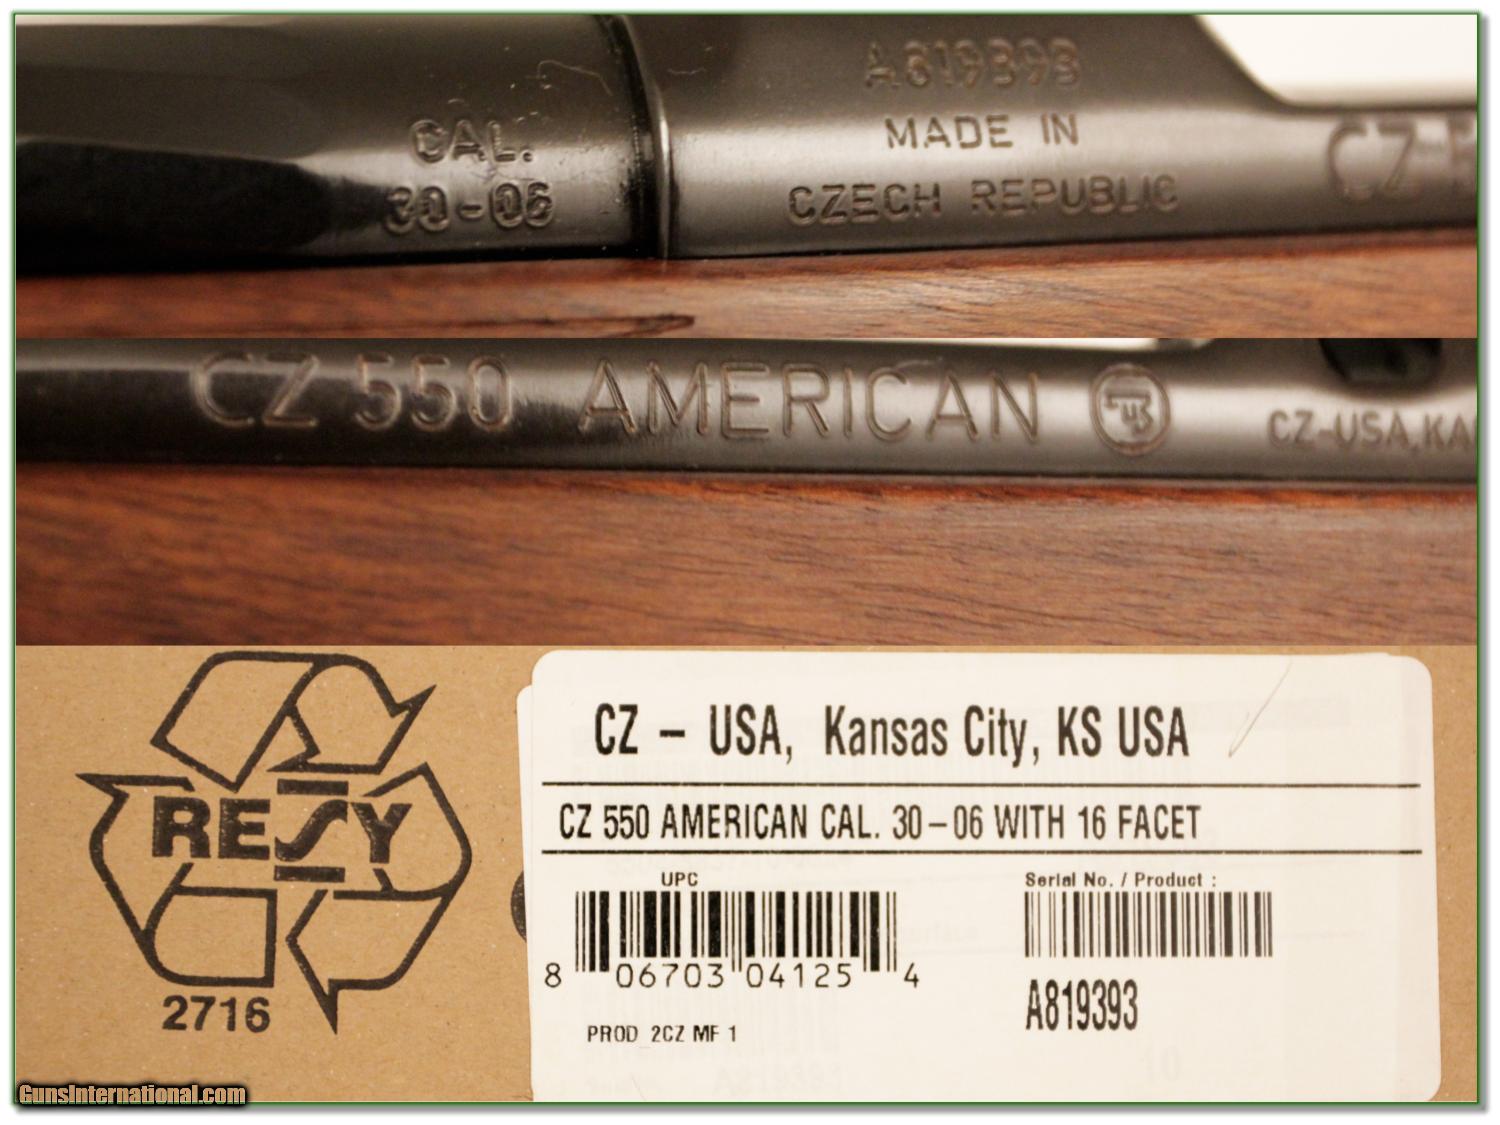 A819393
MADE IN
CAL.
30-06
CZECH REPUBLIC
CZ
CZ 550 AMERICAN
CZ-USA, KA
RESY
2716
CZ – USA, Kansas City, KS USA
CZ 550 AMERICAN CAL. 30–06 WITH 16 FACET
UPC
8 06703 04125 4
PROD 2CZ MF 1
Serial No. / Product :
A819393
GunsInternational.com